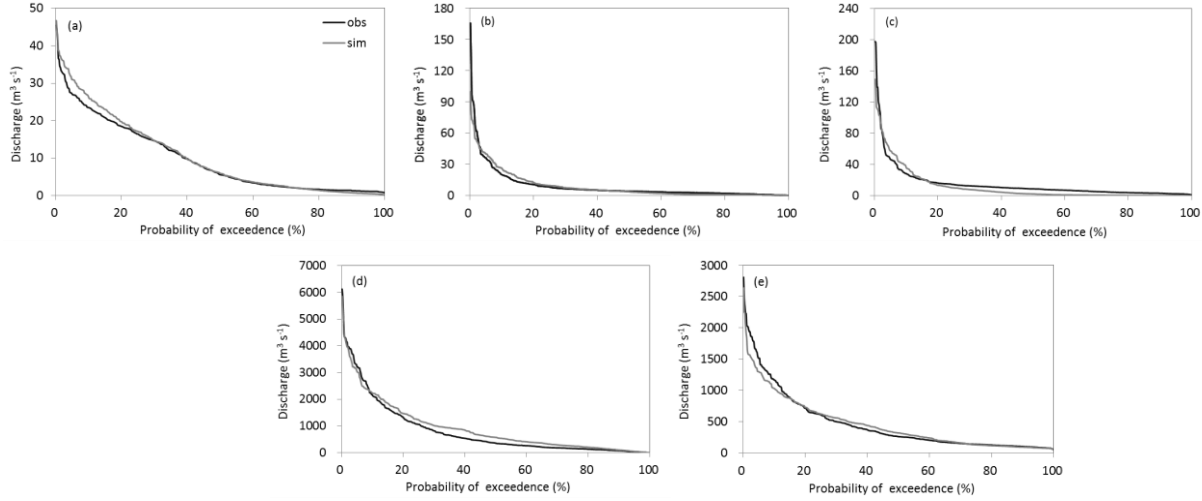 (a)
obs
sim
50
40
30
20
10
0
Discharge (m³ s⁻¹)
0 20 40 60 80 100
Probability of exceedence (%)
(b)
180
150
120
90
60
30
0
Discharge (m³ s⁻¹)
0 20 40 60 80 100
Probability of exceedence (%)
(c)
240
200
160
120
80
40
0
Discharge (m³ s⁻¹)
0 20 40 60 80 100
Probability of exceedence (%)
(d)
7000
6000
5000
4000
3000
2000
1000
0
Discharge (m³ s⁻¹)
0 20 40 60 80 100
Probability of exceedence (%)
(e)
3000
2500
2000
1500
1000
500
0
Discharge (m³ s⁻¹)
0 20 40 60 80 100
Probability of exceedence (%)